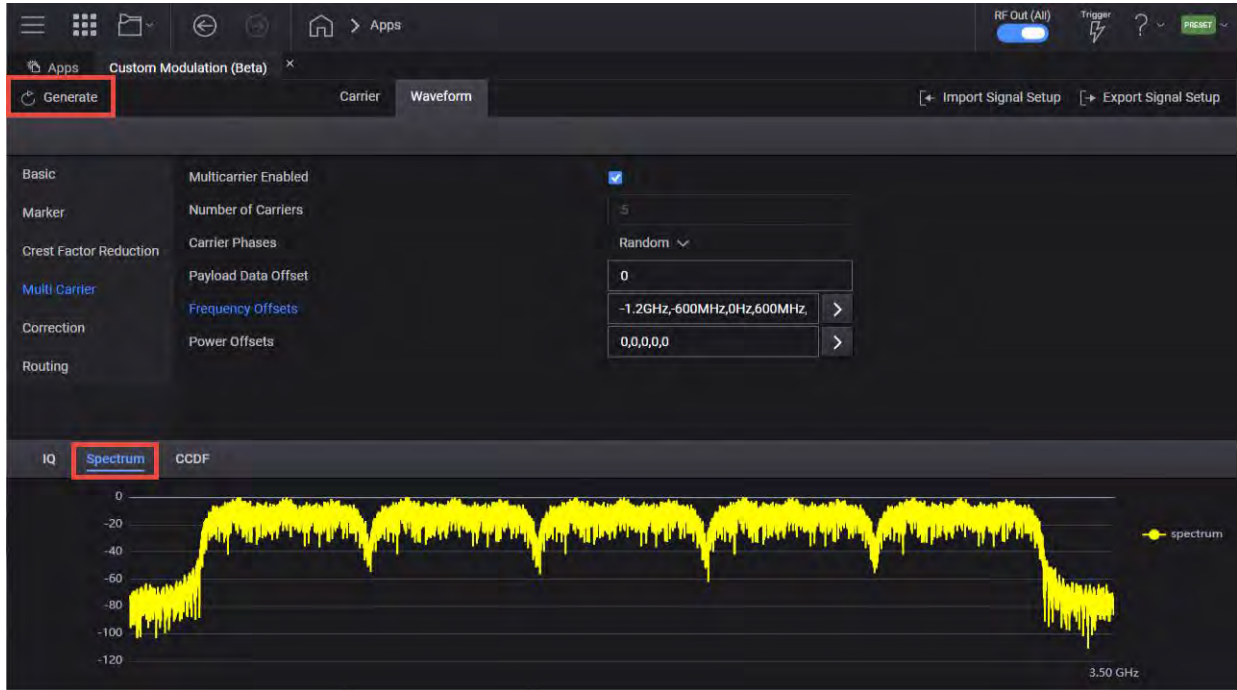 Apps
RF Out (All)
Trigger
?
PRESET
Apps
Custom Modulation (Beta) ×
Generate
Carrier
Waveform
Import Signal Setup
Export Signal Setup
Basic
Marker
Crest Factor Reduction
Multi Carrier
Correction
Routing
Multicarrier Enabled
Number of Carriers
5
Carrier Phases
Random
Payload Data Offset
0
Frequency Offsets
-1.2GHz,-600MHz,0Hz,600MHz,
Power Offsets
0,0,0,0,0
IQ
Spectrum
CCDF
0
-20
-40
-60
-80
-100
-120
spectrum
3.50 GHz